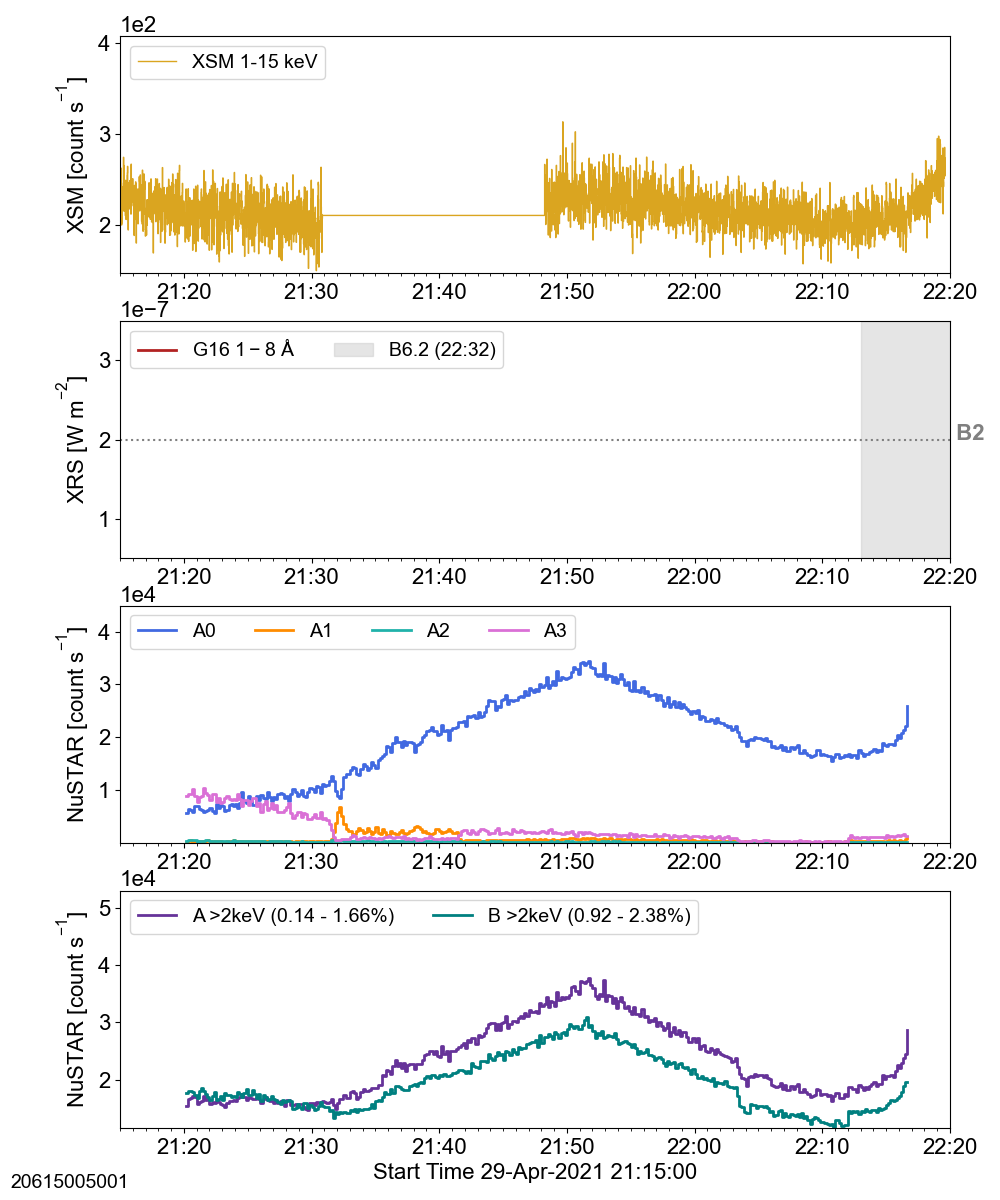 1e2
XSM [count s−1]
4
3
2
XSM 1-15 keV
21:20 21:30 21:40 21:50 22:00 22:10 22:20
1e−7
XRS [W m−2]
3
2
1
G16 1 − 8 Å B6.2 (22:32)
B2
21:20 21:30 21:40 21:50 22:00 22:10 22:20
1e4
NuSTAR [count s−1]
4
3
2
1
A0 A1 A2 A3
21:20 21:30 21:40 21:50 22:00 22:10 22:20
1e4
NuSTAR [count s−1]
5
4
3
2
A >2keV (0.14 - 1.66%) B >2keV (0.92 - 2.38%)
21:20 21:30 21:40 21:50 22:00 22:10 22:20
Start Time 29-Apr-2021 21:15:00
20615005001